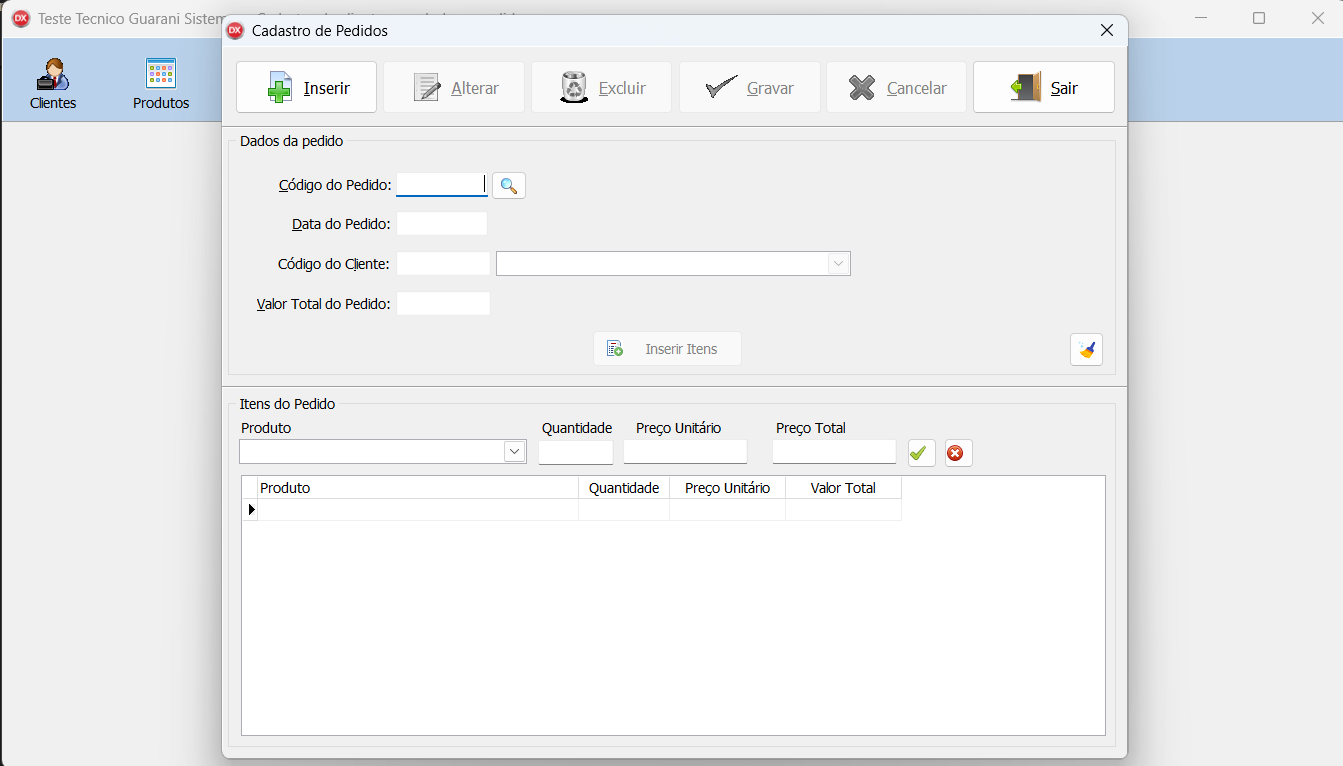 DX Teste Tecnico Guarani Sistem
DX Cadastro de Pedidos
Clientes
Produtos
Inserir
Alterar
Excluir
Gravar
Cancelar
Sair
Dados da pedido
Código do Pedido:
Data do Pedido:
Código do Cliente:
Valor Total do Pedido:
Inserir Itens
Itens do Pedido
Produto Quantidade Preço Unitário Preço Total
Produto Quantidade Preço Unitário Valor Total